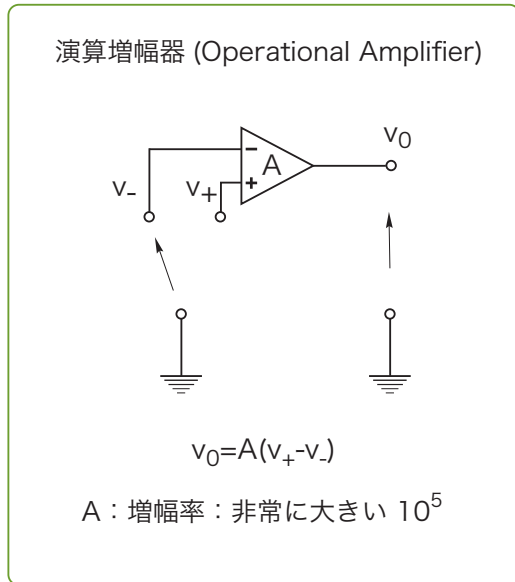 演算増幅器 (Operational Amplifier)
v0
−
A
v-
v+
+
v0=A(v+-v-)
A：増幅率：非常に大きい 10^5